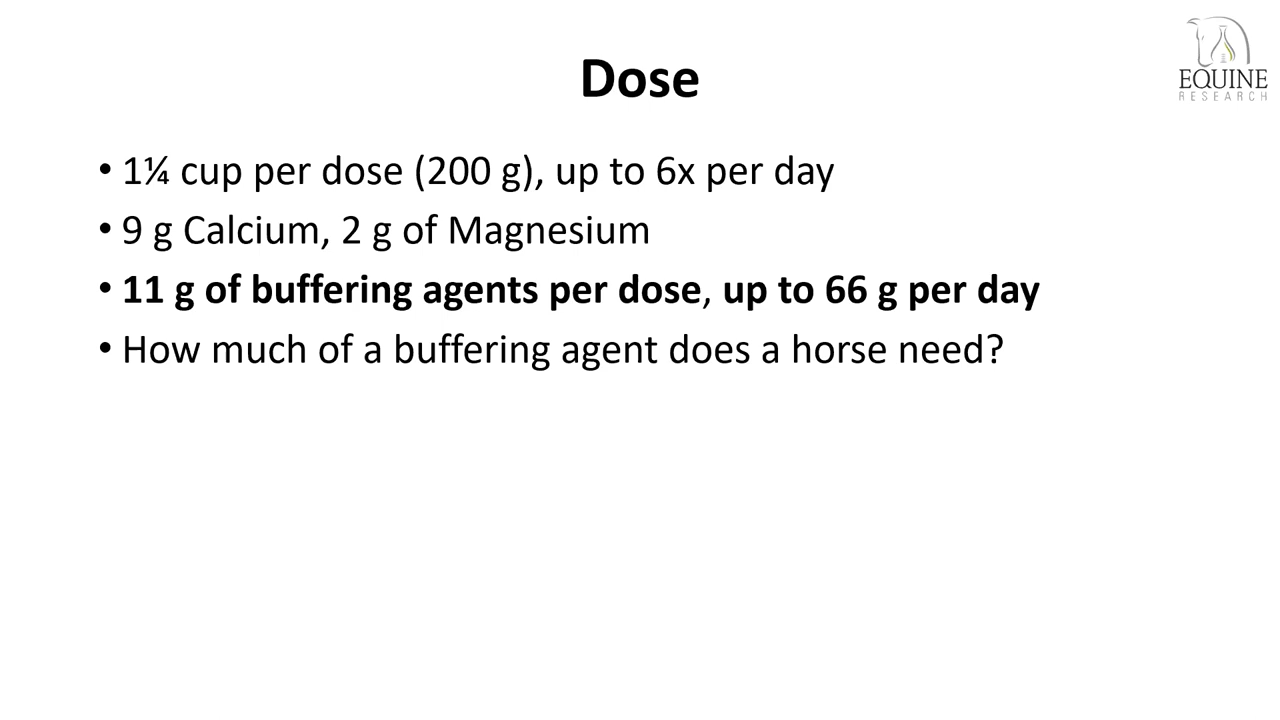 Dose
EQUINE
RESEARCH
• 1¼ cup per dose (200 g), up to 6x per day
• 9 g Calcium, 2 g of Magnesium
• 11 g of buffering agents per dose, up to 66 g per day
• How much of a buffering agent does a horse need?